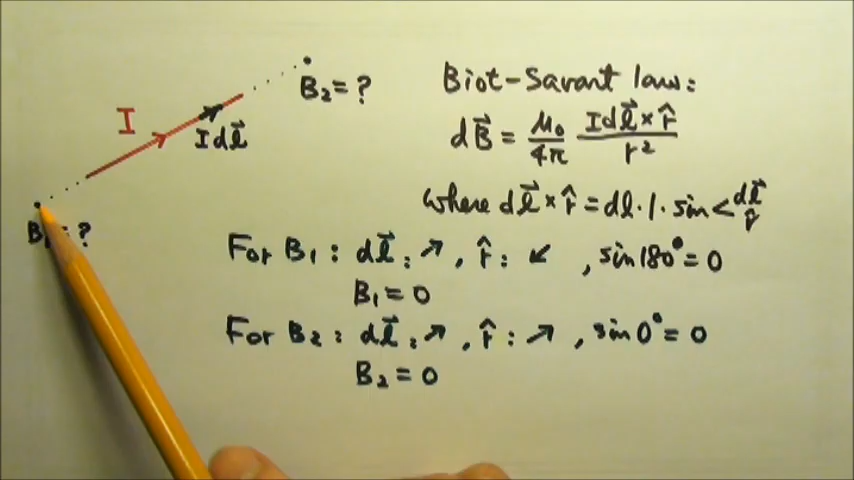 B₂ = ?
I
Idl⃗
B₁ = ?
Biot-Savart law:
dB⃗ = μ₀/4π Idl⃗ × r̂/r²
where dl⃗ × r̂ = dl · 1 · sin < dl⃗ r̂
For B₁ : dl⃗ : ↗ , r̂ : ↙ , sin 180° = 0
B₁ = 0
For B₂ : dl⃗ : ↗ , r̂ : ↗ , sin 0° = 0
B₂ = 0